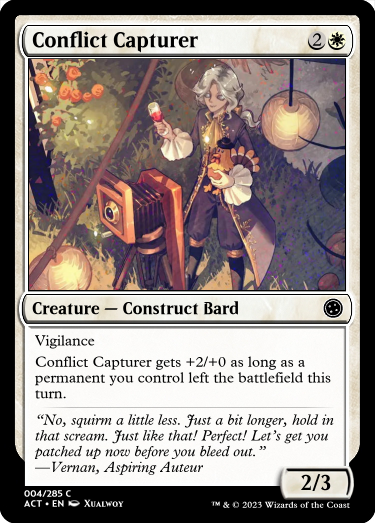 Conflict Capturer 2
Creature — Construct Bard
Vigilance
Conflict Capturer gets +2/+0 as long as a
permanent you control left the battlefield this
turn.
“No, squirm a little less. Just a bit longer, hold in
that scream. Just like that! Perfect! Let’s get you
patched up now before you bleed out.”
—Vernan, Aspiring Auteur
2/3
004/285 C
ACT • EN XUALWOY
™ & © 2023 Wizards of the Coast